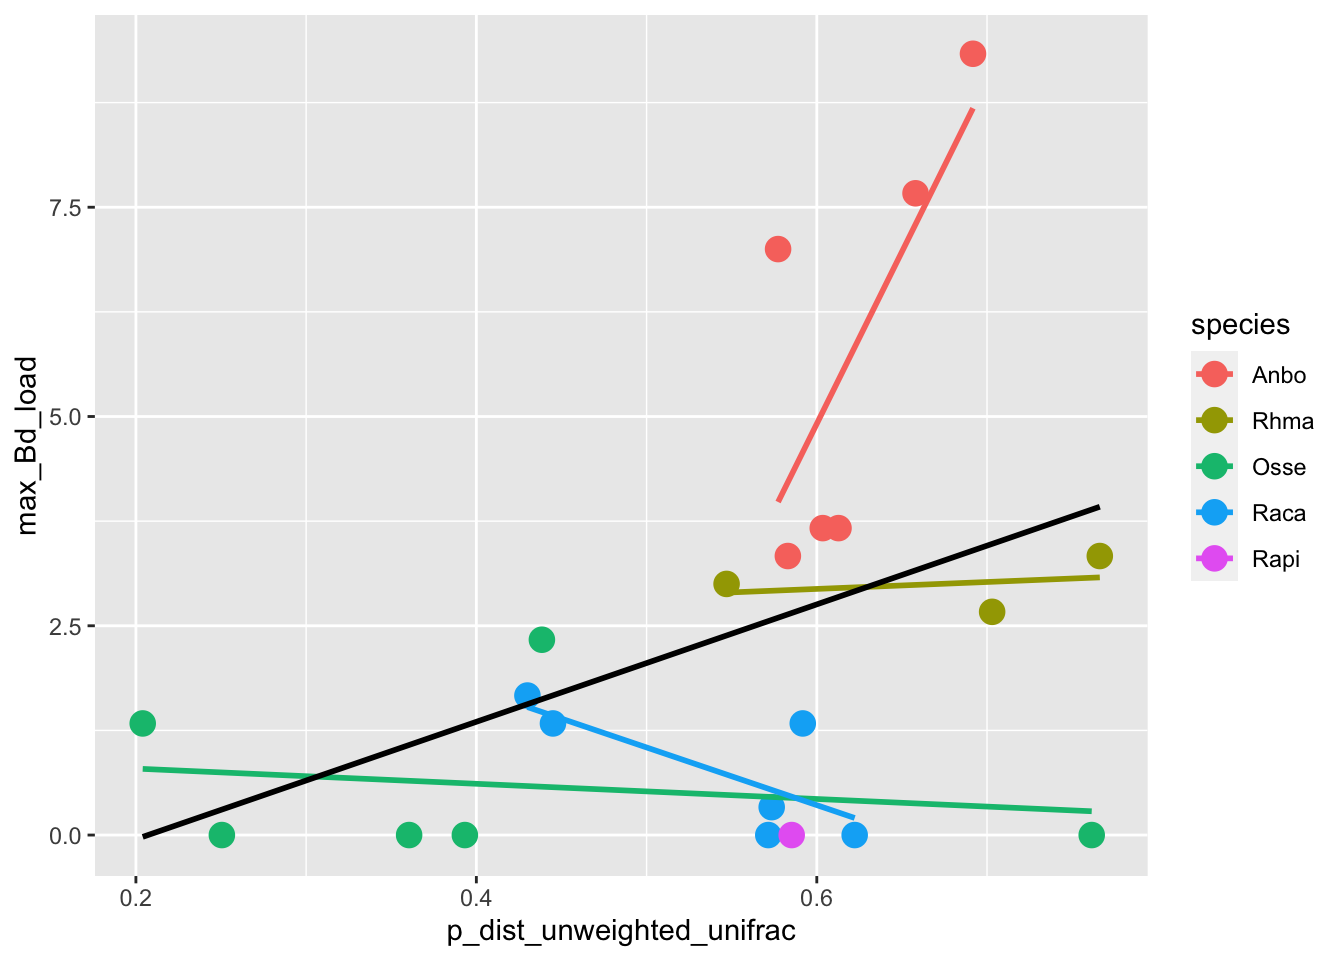 max_Bd_load
7.5
5.0
2.5
0.0
0.2
0.4
0.6
p_dist_unweighted_unifrac
species
Anbo
Rhma
Osse
Raca
Rapi